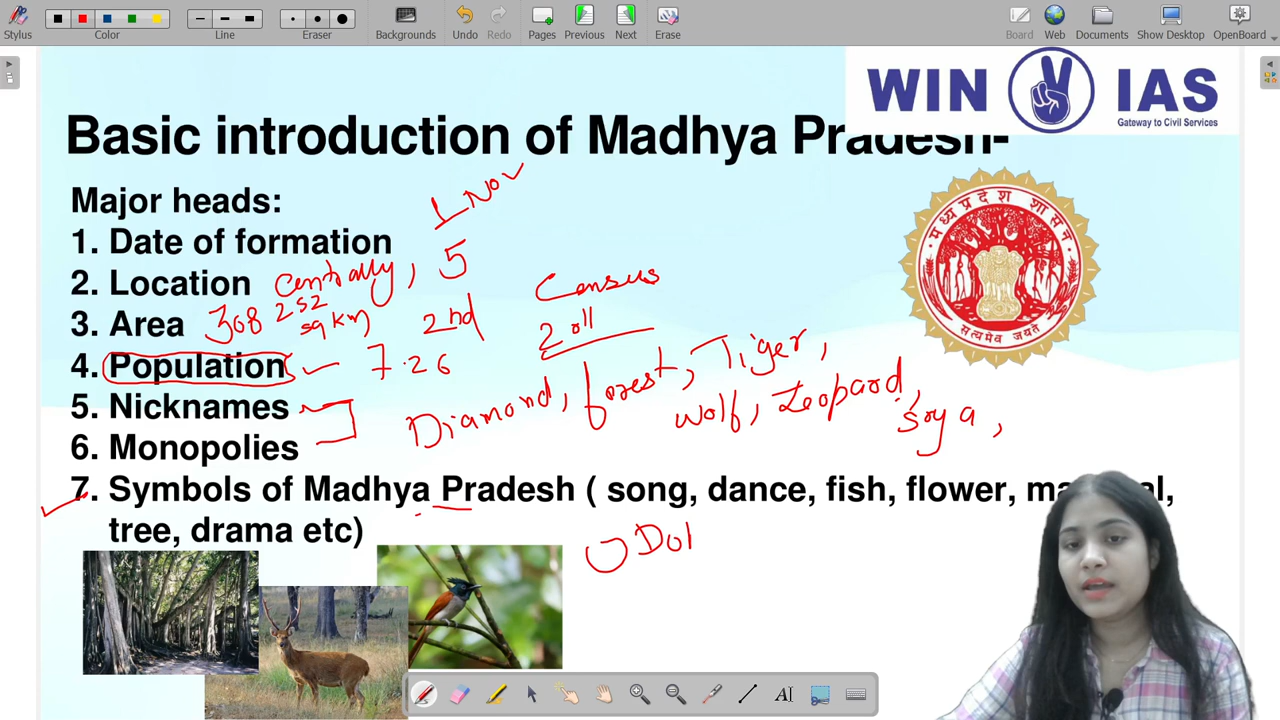 Stylus Color Line Eraser Backgrounds Undo Redo Pages Previous Next Erase Board Web Documents Show Desktop OpenBoard
WIN IAS
Gateway to Civil Services
Basic introduction of Madhya Pradesh-
Major heads:
1 Nov
1. Date of formation
2. Location centrally, 5
3. Area 308 252 sq km 2nd
Census
2011
4. Population 7.26
5. Nicknames
6. Monopolies
Diamond, forest, Tiger,
wolf, Leopard,
Soya,
7. Symbols of Madhya Pradesh ( song, dance, fish, flower,
tree, drama etc)
Dol
मध्य प्रदेश शासन
सत्यमेव जयते